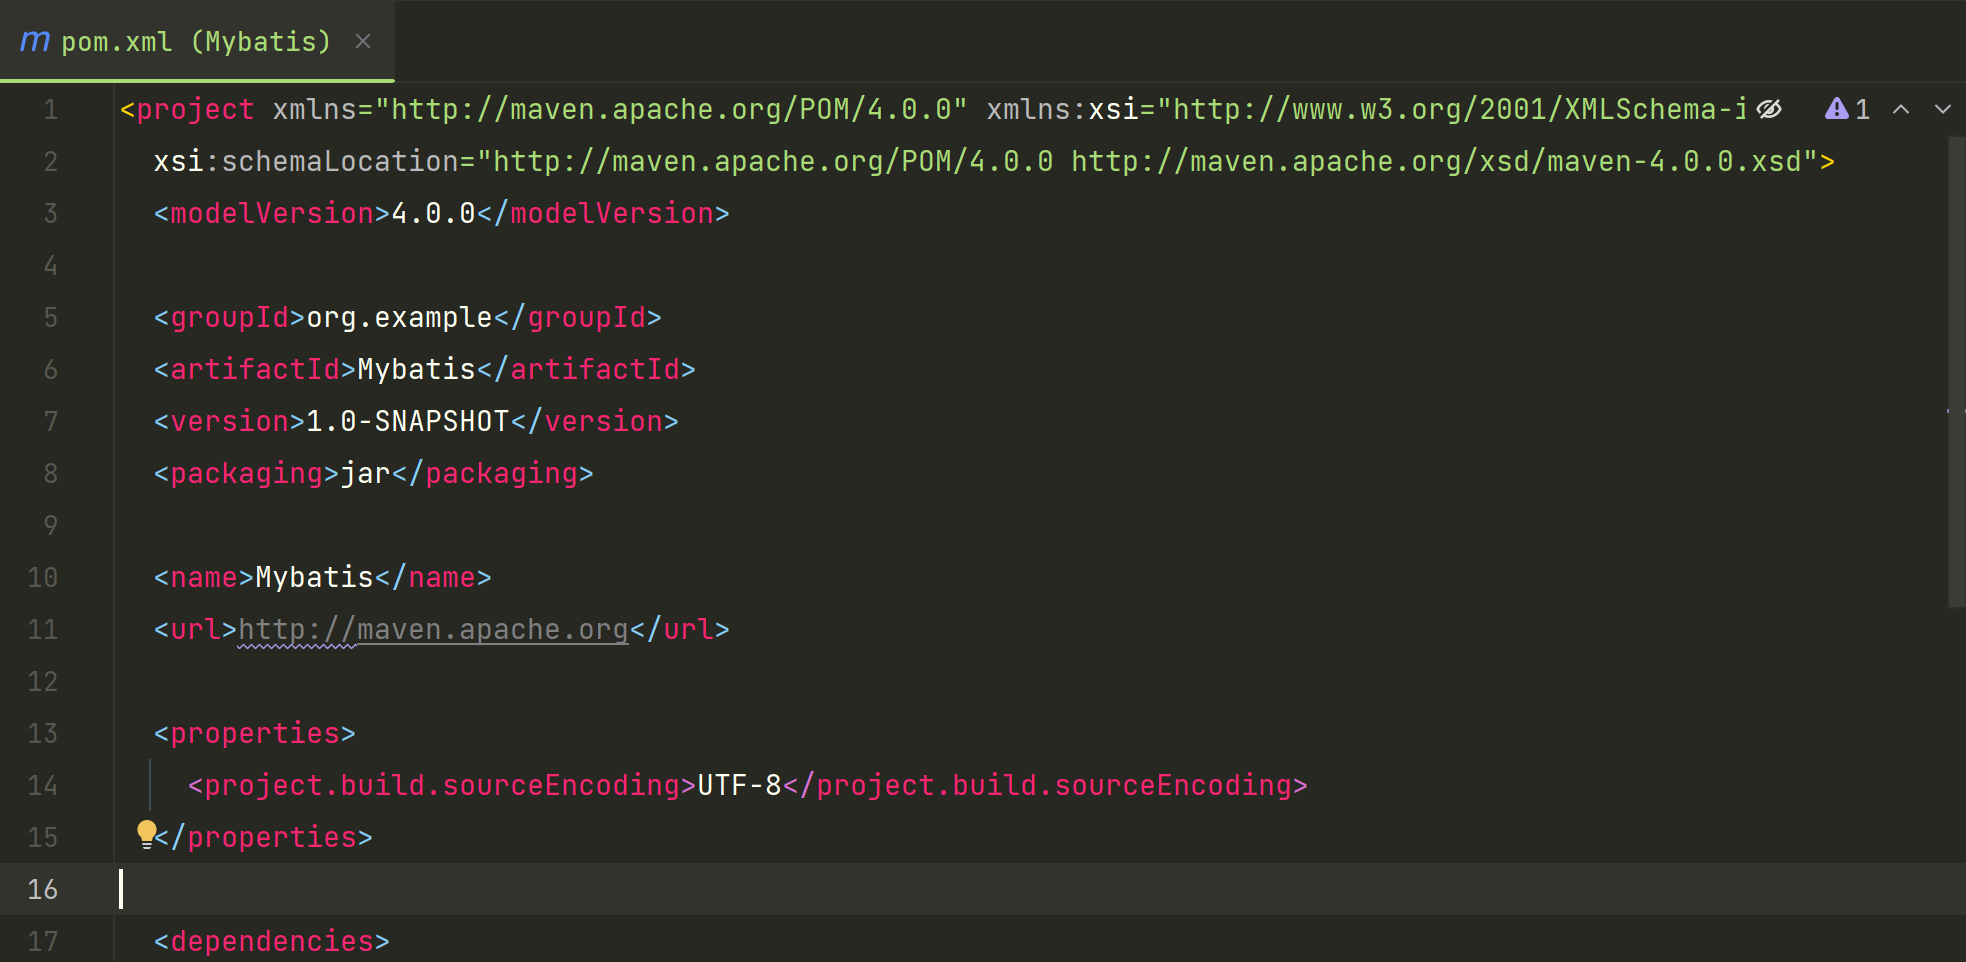 m pom.xml (Mybatis) ×
1 <project xmlns="http://maven.apache.org/POM/4.0.0" xmlns:xsi="http://www.w3.org/2001/XMLSchema-i 1
2 xsi:schemaLocation="http://maven.apache.org/POM/4.0.0 http://maven.apache.org/xsd/maven-4.0.0.xsd">
3 <modelVersion>4.0.0</modelVersion>
4
5 <groupId>org.example</groupId>
6 <artifactId>Mybatis</artifactId>
7 <version>1.0-SNAPSHOT</version>
8 <packaging>jar</packaging>
9
10 <name>Mybatis</name>
11 <url>http://maven.apache.org</url>
12
13 <properties>
14 <project.build.sourceEncoding>UTF-8</project.build.sourceEncoding>
15 </properties>
16
17 <dependencies>